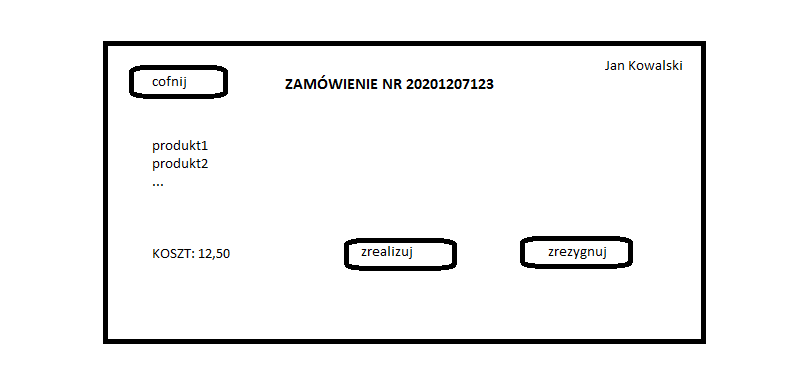 Jan Kowalski
cofnij
ZAMÓWIENIE NR 20201207123
produkt1
produkt2
...
KOSZT: 12,50
zrealizuj
zrezygnuj